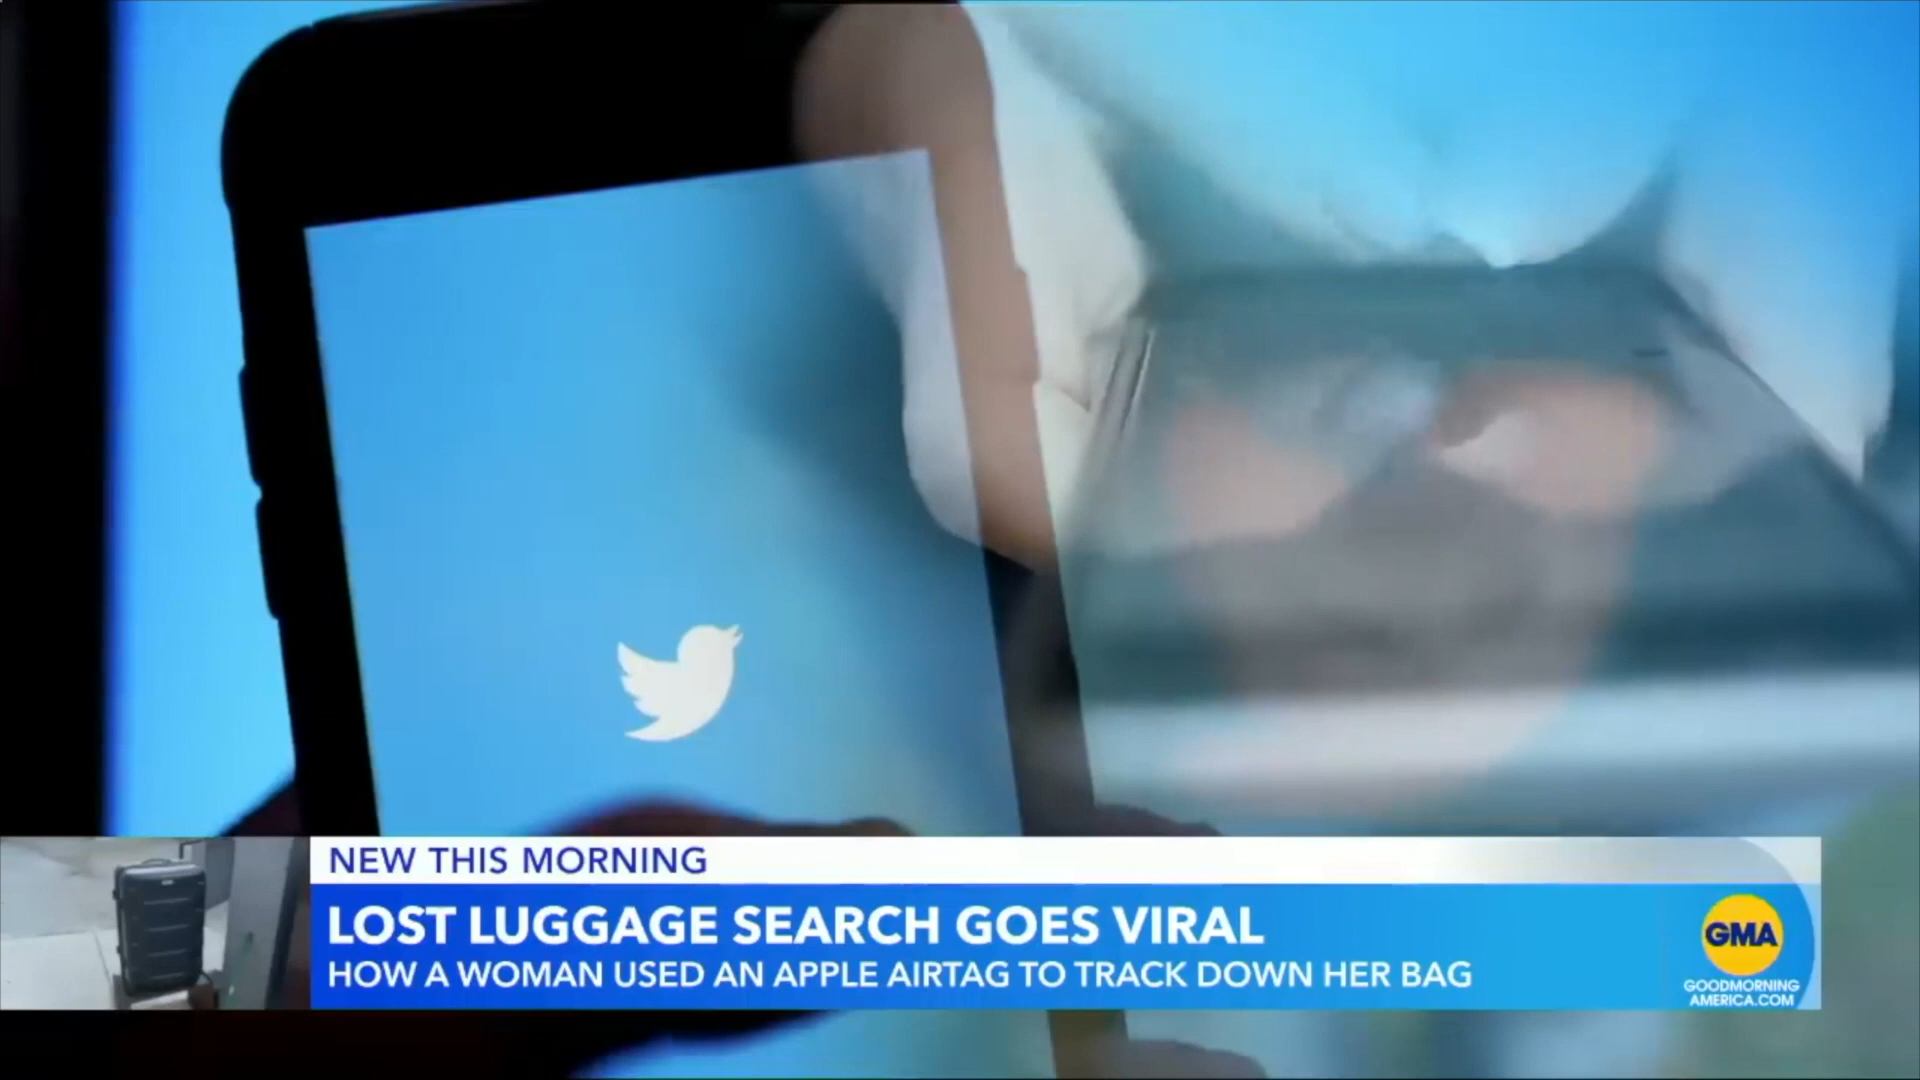 NEW THIS MORNING
LOST LUGGAGE SEARCH GOES VIRAL
HOW A WOMAN USED AN APPLE AIRTAG TO TRACK DOWN HER BAG
GMA
GOODMORNING
AMERICA.COM